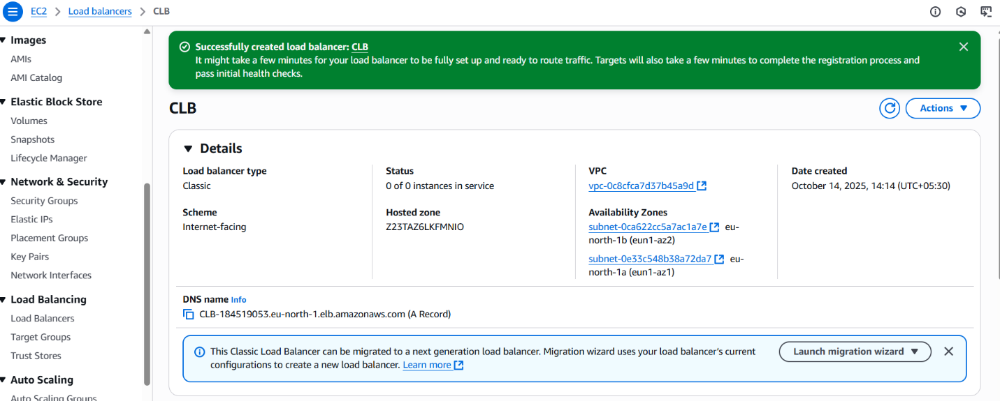 EC2 > Load balancers > CLB
Images
AMIs
AMI Catalog
Elastic Block Store
Volumes
Snapshots
Lifecycle Manager
Network & Security
Security Groups
Elastic IPs
Placement Groups
Key Pairs
Network Interfaces
Load Balancing
Load Balancers
Target Groups
Trust Stores
Auto Scaling
Auto Scaling Groups
Successfully created load balancer: CLB
It might take a few minutes for your load balancer to be fully set up and ready to route traffic. Targets will also take a few minutes to complete the registration process and
pass initial health checks.
CLB
Actions
Details
Load balancer type
Classic
Scheme
Internet-facing
Status
0 of 0 instances in service
Hosted zone
Z23TAZ6LKFMNIO
VPC
vpc-0c8cfca7d37b45a9d
Availability Zones
subnet-0ca622cc5a7ac1a7e eu-
north-1b (eun1-az2)
subnet-0e33c548b38a72da7 eu-
north-1a (eun1-az1)
Date created
October 14, 2025, 14:14 (UTC+05:30)
DNS name Info
CLB-184519053.eu-north-1.elb.amazonaws.com (A Record)
This Classic Load Balancer can be migrated to a next generation load balancer. Migration wizard uses your load balancer's current
configurations to create a new load balancer. Learn more
Launch migration wizard